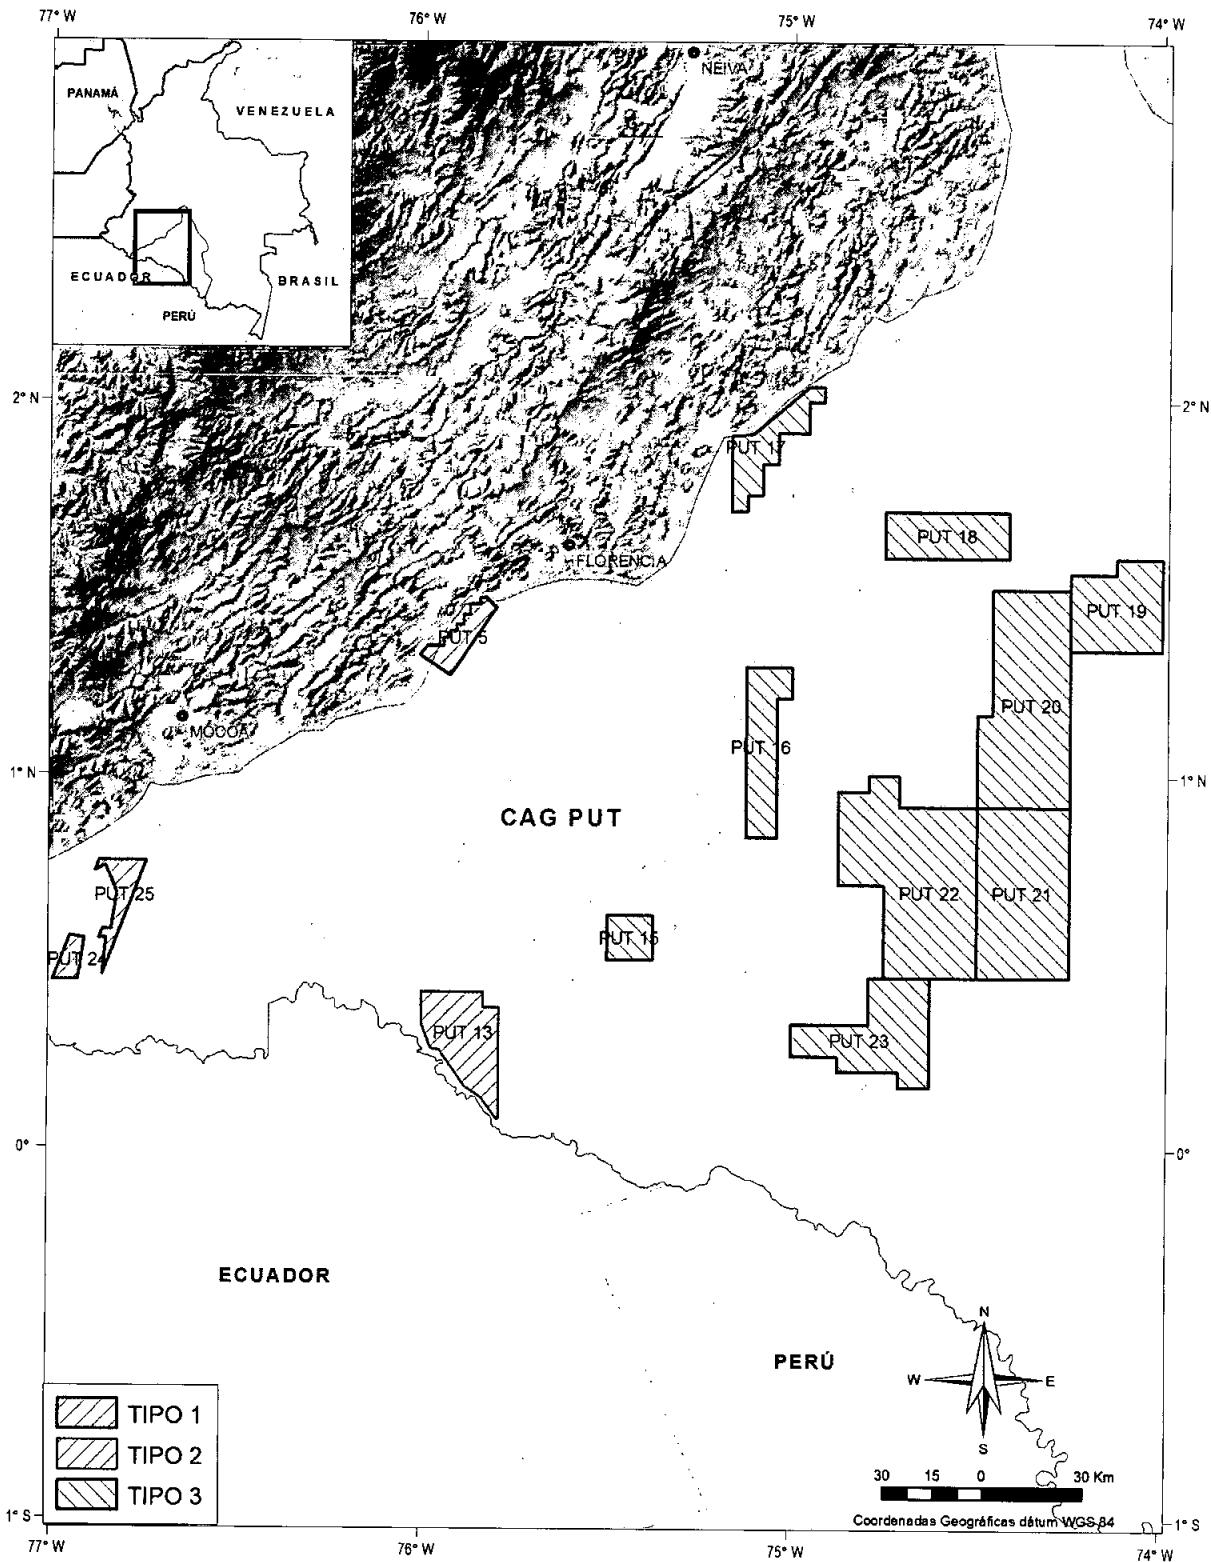 77° W
76° W
75° W
74° W
PANAMÁ
VENEZUELA
ECUADOR
BRASIL
PERÚ
NEIVA
2° N
2° N
PUT 17
PUT 18
FLORENCIA
PUT 19
PUT 5
PUT 20
MOCOA
PUT 16
1° N
1° N
CAG PUT
PUT 25
PUT 22
PUT 21
PUT 15
PUT 24
PUT 13
PUT 23
0°
0°
ECUADOR
PERÚ
N
W
E
S
TIPO 1
TIPO 2
TIPO 3
30 15 0 30 Km
Coordenadas Geográficas dátum WGS 84
1° S
1° S
77° W
76° W
75° W
74° W